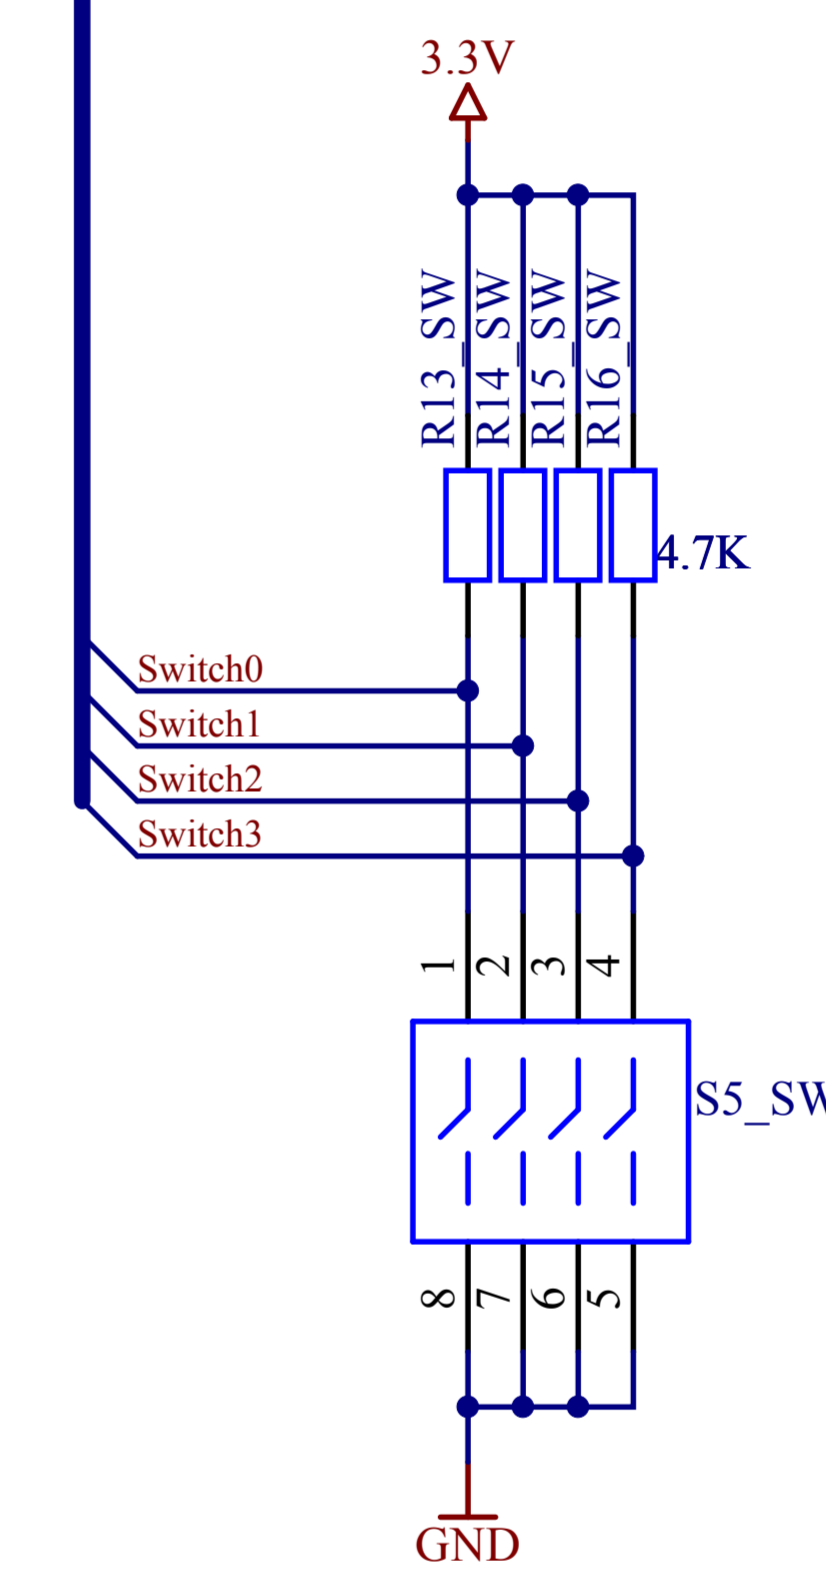 3.3V
R13_SW
R14_SW
R15_SW
R16_SW
4.7K
Switch0
Switch1
Switch2
Switch3
1
2
3
4
S5_SW
8
7
6
5
GND